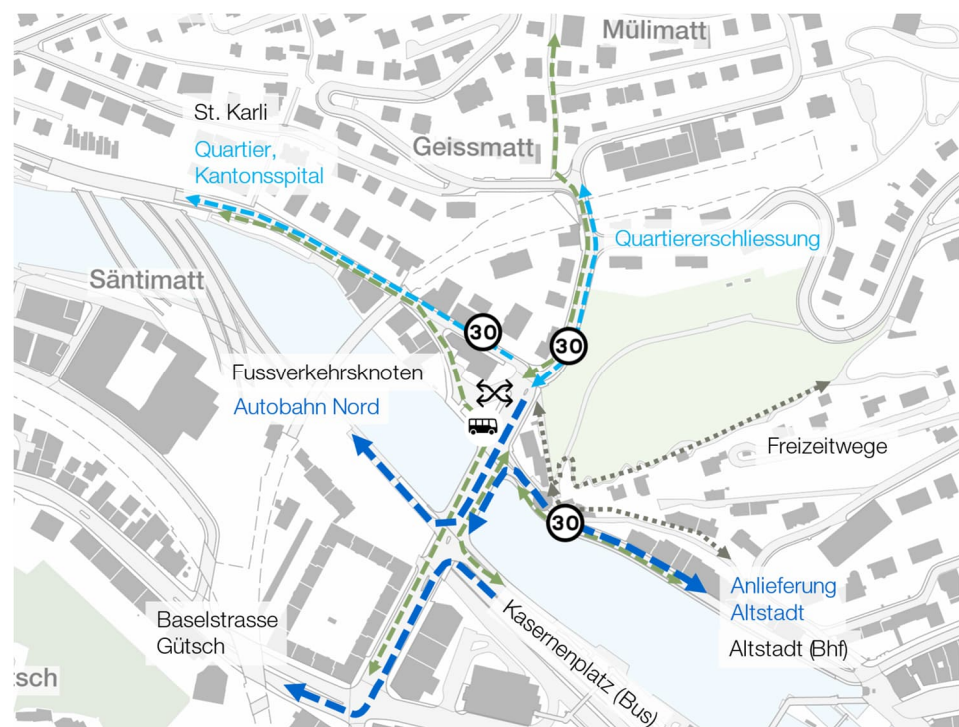 Mülimatt
St. Karli
Geissmatt
Quartier,
Kantonsspital
Quartiererschliessung
Säntimatt
30
30
Fussverkehrsknoten
Autobahn Nord
Freizeitwege
30
Anlieferung
Altstadt
Baselstrasse
Gütsch
Kasernenplatz (Bus)
Altstadt (Bhf)
tsch